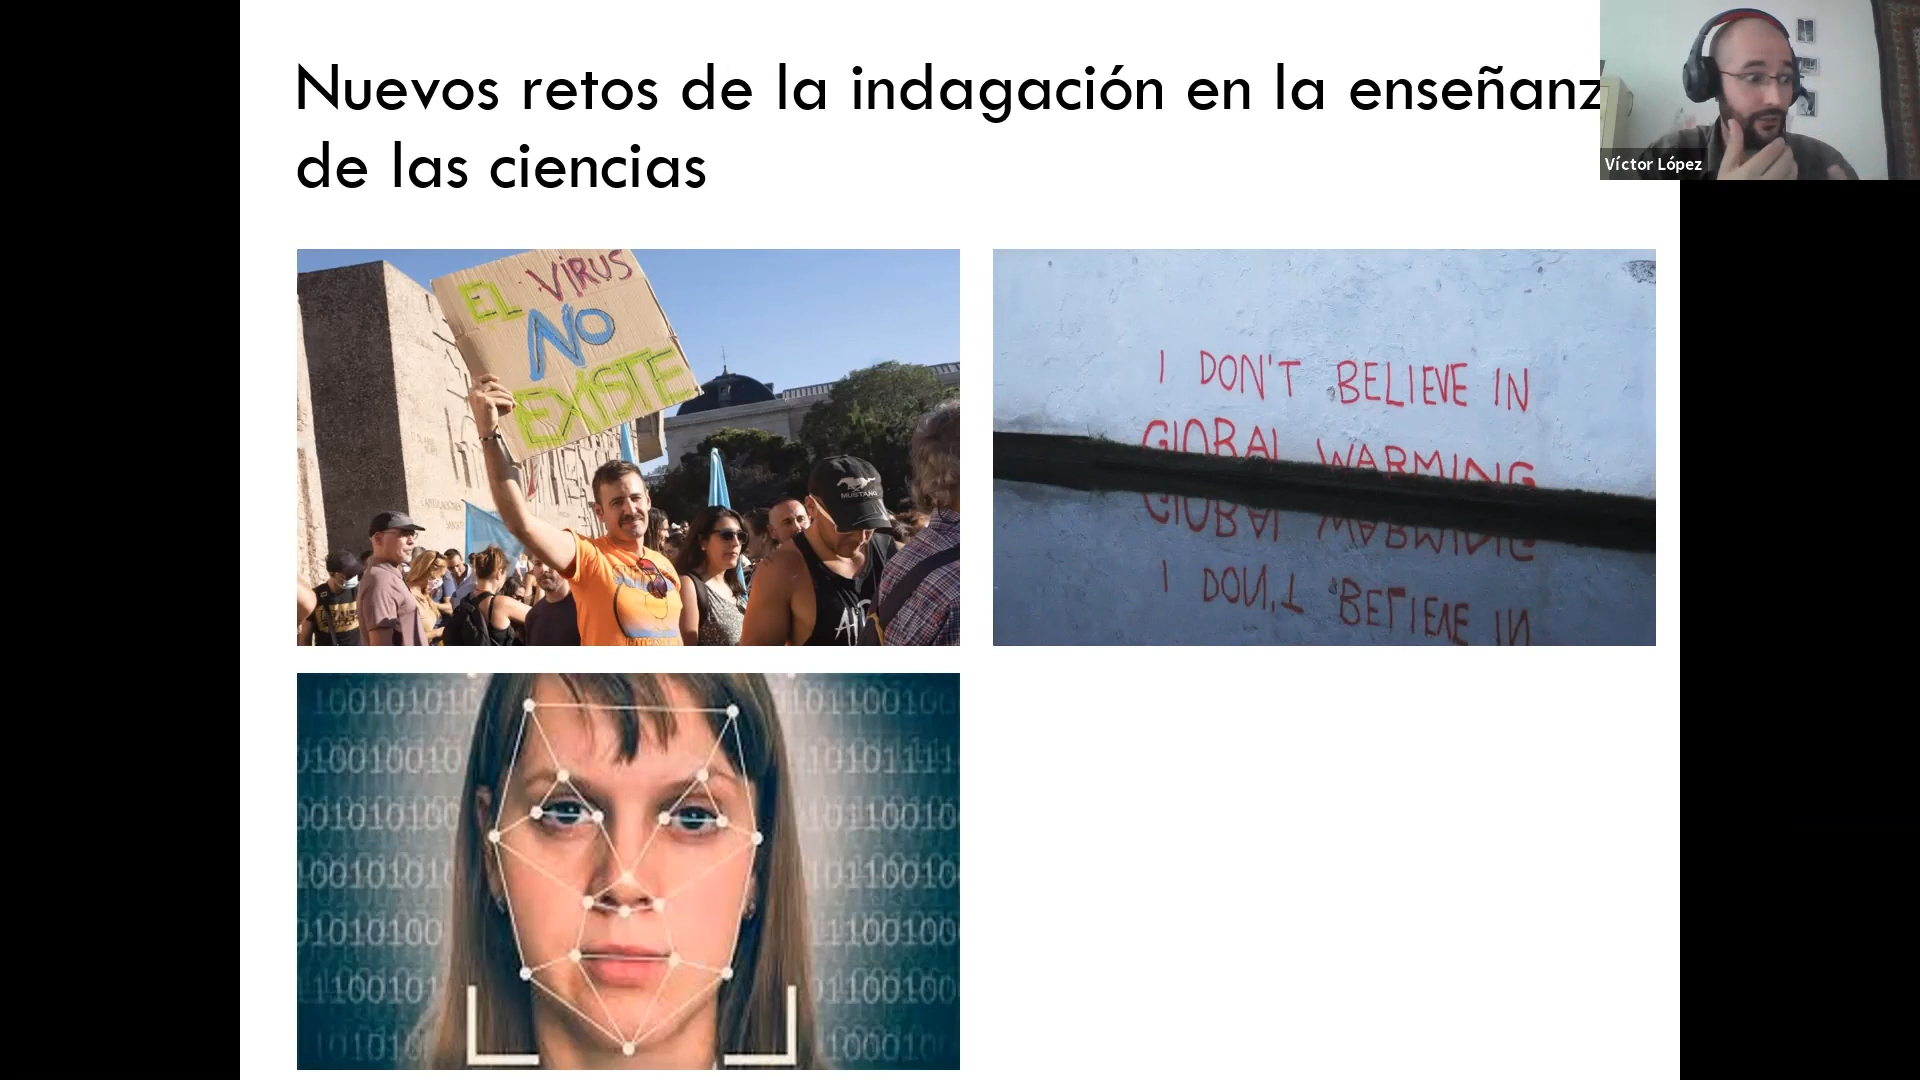 Nuevos retos de la indagación en la enseñanz
de las ciencias
Víctor López
EL VIRUS
NO
EXISTE
MUSTANG
I DON'T BELIEVE IN
GLOBAL WARMING